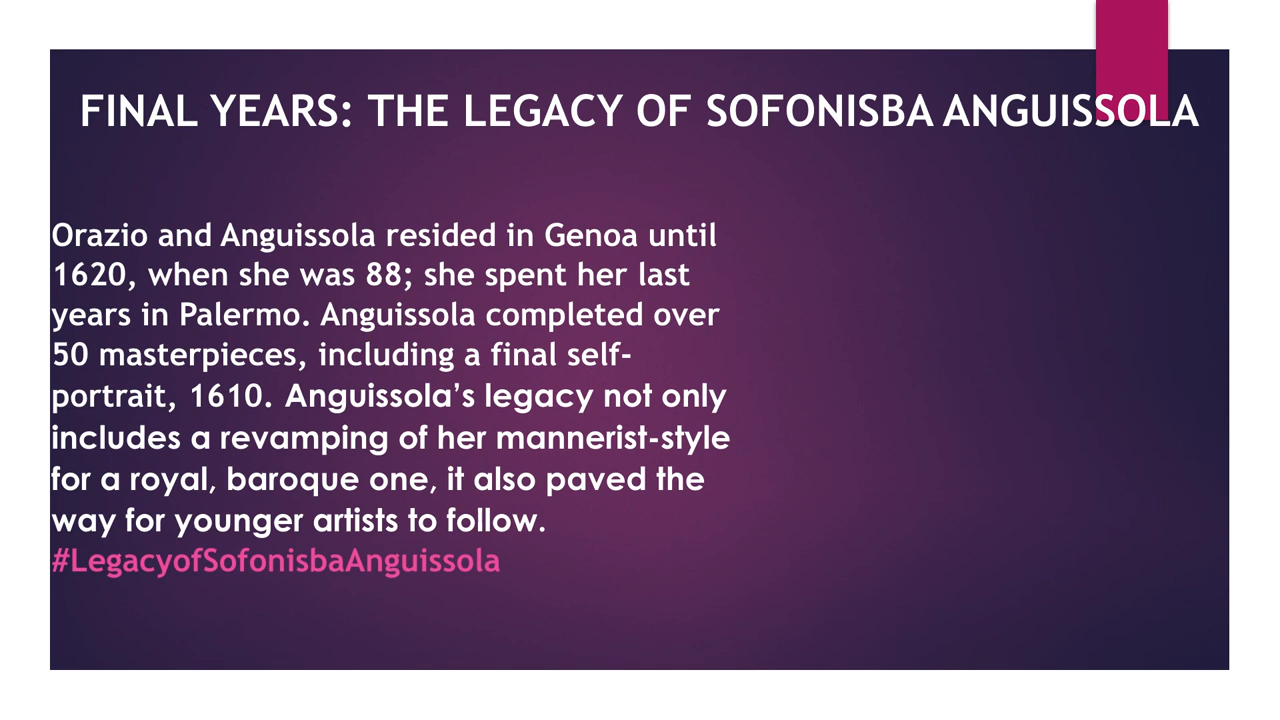 FINAL YEARS: THE LEGACY OF SOFONISBA ANGUISSOLA
Orazio and Anguissola resided in Genoa until
1620, when she was 88; she spent her last
years in Palermo. Anguissola completed over
50 masterpieces, including a final self-
portrait, 1610. Anguissola’s legacy not only
includes a revamping of her mannerist-style
for a royal, baroque one, it also paved the
way for younger artists to follow.
#LegacyofSofonisbaAnguissola